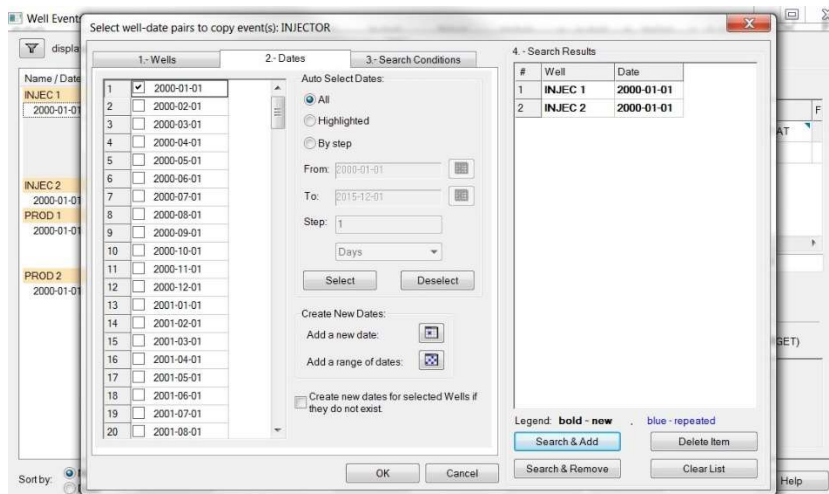 Well Events
Select well-date pairs to copy event(s): INJECTOR
displa
Name / Date
INJEC 1
2000-01-01
INJEC 2
2000-01-01
PROD 1
2000-01-01
PROD 2
2000-01-01
Sort by:
1.- Wells
2.- Dates
3.- Search Conditions
1 2000-01-01
2 2000-02-01
3 2000-03-01
4 2000-04-01
5 2000-05-01
6 2000-06-01
7 2000-07-01
8 2000-08-01
9 2000-09-01
10 2000-10-01
11 2000-11-01
12 2000-12-01
13 2001-01-01
14 2001-02-01
15 2001-03-01
16 2001-04-01
17 2001-05-01
18 2001-06-01
19 2001-07-01
20 2001-08-01
Auto Select Dates:
All
Highlighted
By step
From: 2000-01-01
To: 2015-12-01
Step: 1
Days
Select Deselect
Create New Dates:
Add a new date:
Add a range of dates:
Create new dates for selected Wells if
they do not exist.
OK Cancel
4. - Search Results
# Well Date
1 INJEC 1 2000-01-01
2 INJEC 2 2000-01-01
Legend: bold - new . blue - repeated
Search & Add Delete Item
Search & Remove Clear List
F
AT
GET)
Help